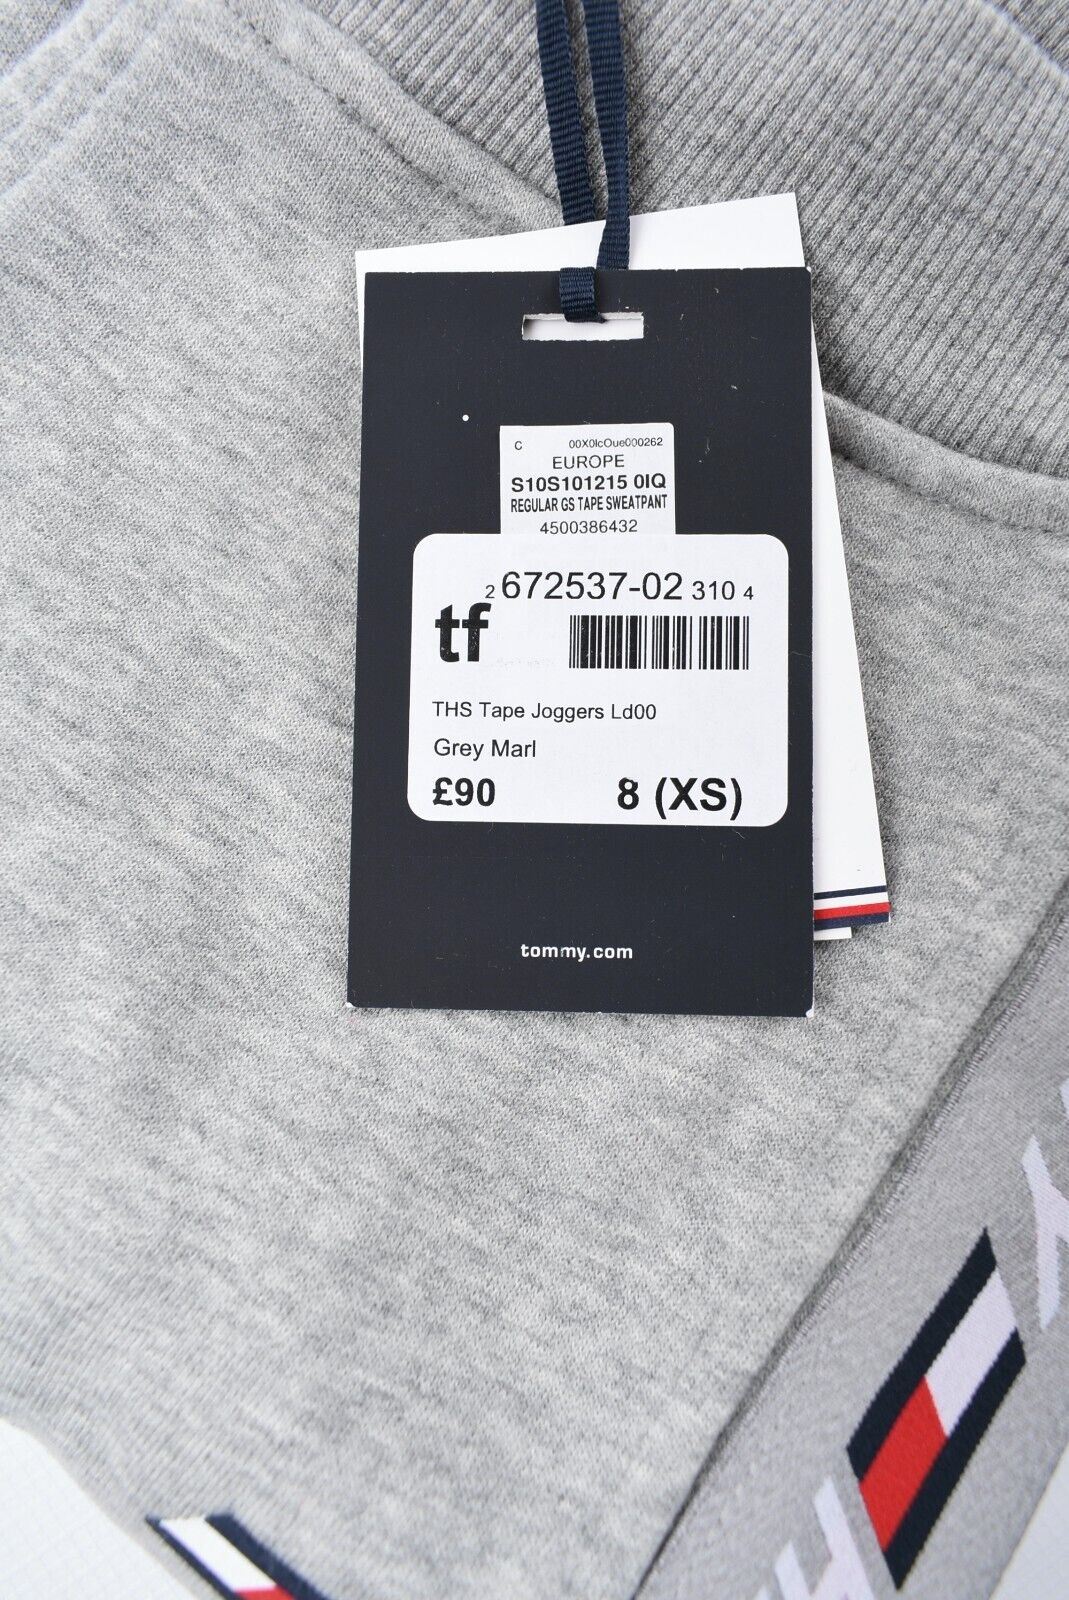 C 00X0IcOue000262
EUROPE
S10S101215 0IQ
REGULAR GS TAPE SWEATPANT
4500386432
2 672537-02 310 4
tf
THS Tape Joggers Ld00
Grey Marl
£90 8 (XS)
tommy.com